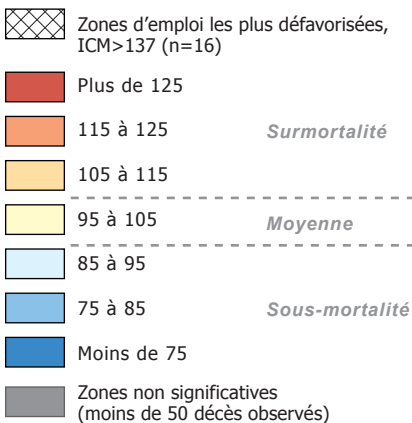 Zones d’emploi les plus défavorisées,
ICM>137 (n=16)
Plus de 125
115 à 125
Surmortalité
105 à 115
95 à 105
Moyenne
85 à 95
75 à 85
Sous-mortalité
Moins de 75
Zones non significatives
(moins de 50 décès observés)